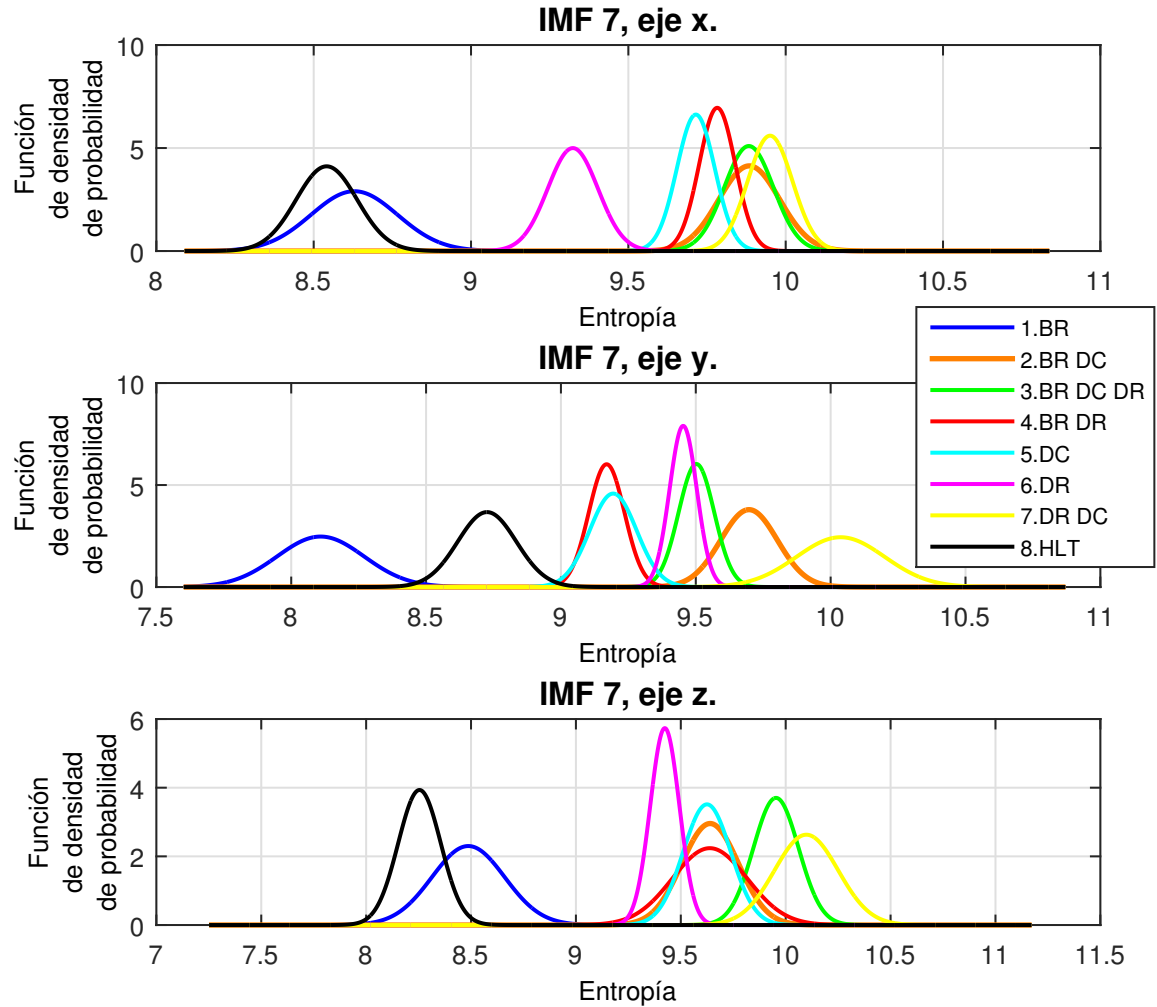 IMF 7, eje x.
Función
de densidad
de probabilidad
10
5
0
8
8.5
9
9.5
10
10.5
11
Entropía
IMF 7, eje y.
Función
de densidad
de probabilidad
10
5
0
7.5
8
8.5
9
9.5
10
10.5
11
Entropía
1.BR
2.BR DC
3.BR DC DR
4.BR DR
5.DC
6.DR
7.DR DC
8.HLT
IMF 7, eje z.
Función
de densidad
de probabilidad
6
4
2
0
7
7.5
8
8.5
9
9.5
10
10.5
11
11.5
Entropía